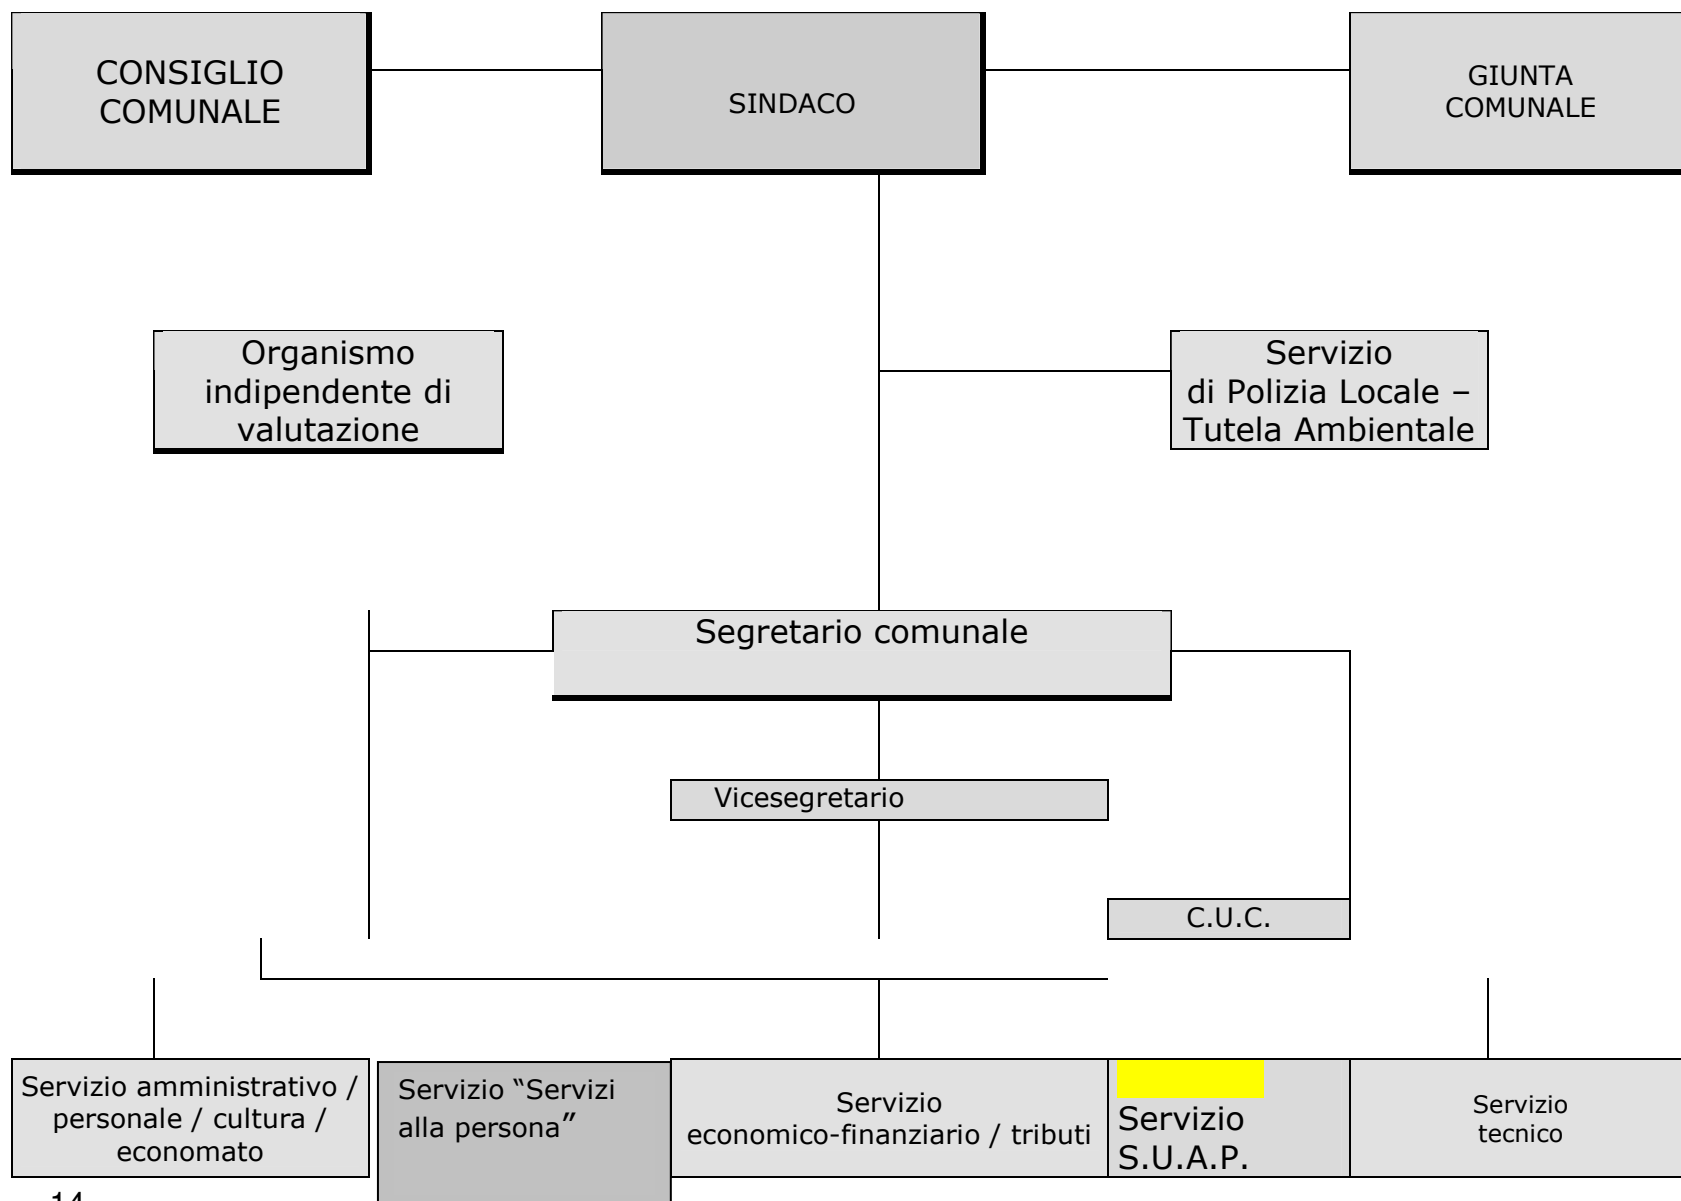 CONSIGLIO
COMUNALE
SINDACO
GIUNTA
COMUNALE
Organismo
indipendente di
valutazione
Servizio
di Polizia Locale –
Tutela Ambientale
Segretario comunale
Vicesegretario
C.U.C.
Servizio amministrativo /
personale / cultura /
economato
Servizio “Servizi
alla persona”
Servizio
economico-finanziario / tributi
Servizio
S.U.A.P.
Servizio
tecnico
14